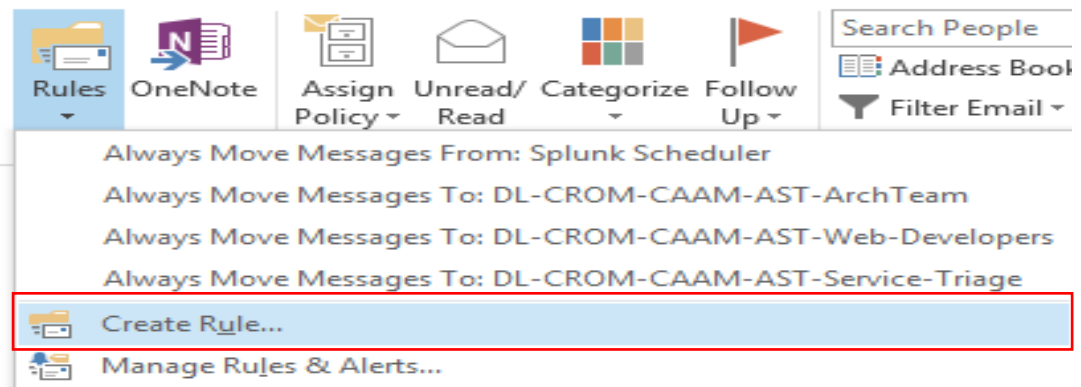 Search People
Rules OneNote Assign Policy Unread/ Read Categorize Follow Up
Address Book
Filter Email
Always Move Messages From: Splunk Scheduler
Always Move Messages To: DL-CROM-CAAM-AST-ArchTeam
Always Move Messages To: DL-CROM-CAAM-AST-Web-Developers
Always Move Messages To: DL-CROM-CAAM-AST-Service-Triage
Create Rule...
Manage Rules & Alerts...